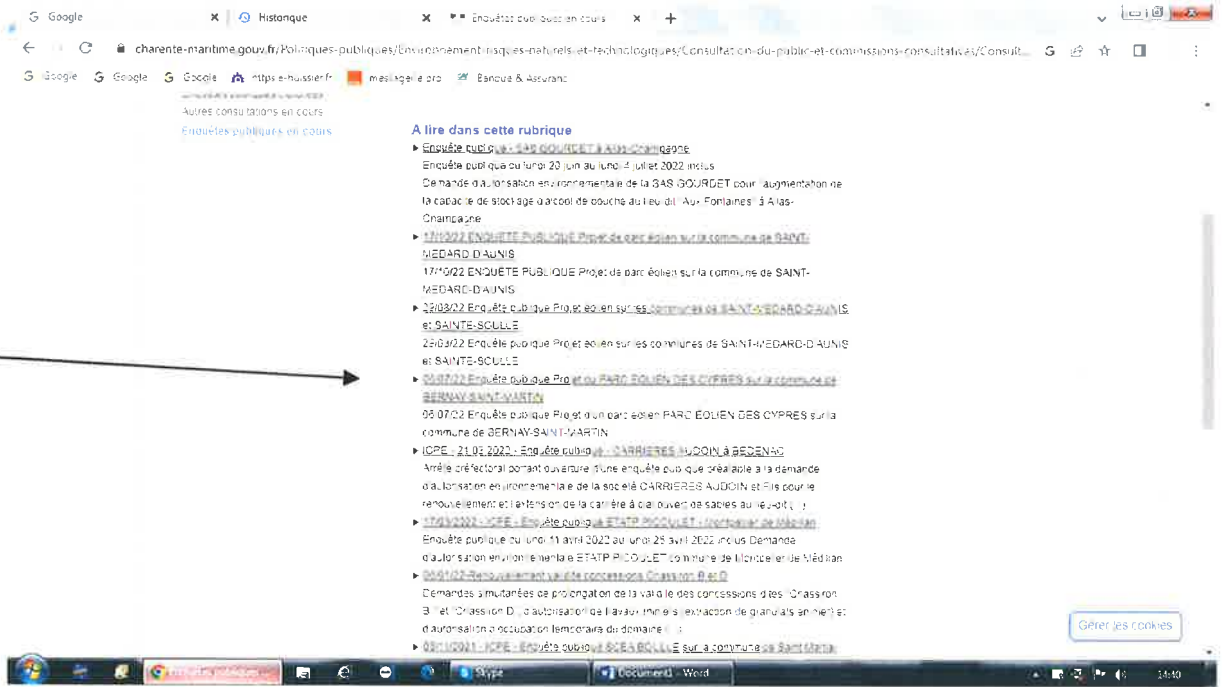 Google
Historique
Enquêtes publiques en cours
charente-maritime.gouv.fr/Politiques-publiques/Environnement-risques-naturels-et-technologiques/Consultation-du-public-et-commissions-consultatives/Consult...
Google Google Google https e-huissier.fr messagerie pro Banque & Assuranc
Autres consultations en cours
Enquêtes publiques en cours
A lire dans cette rubrique
Enquête publique - SAS GOURDET à Allas-Champagne
Enquête publique du lundi 20 juin au lundi 4 juillet 2022 inclus
Demande d'autorisation environnementale de la SAS GOURDET pour l'augmentation de
la capacité de stockage d'alcool de bouche au lieu-dit "Aux Fontaines" à Allas-
Champagne
17/10/22 ENQUÊTE PUBLIQUE Projet de parc éolien sur la commune de SAINT-
MEDARD-D'AUNIS
17/10/22 ENQUÊTE PUBLIQUE Projet de parc éolien sur la commune de SAINT-
MEDARD-D'AUNIS
Enquête publique Projet éolien sur les communes de SAINT-MEDARD-D'AUNIS
et SAINTE-SOULLE
Enquête publique Projet éolien sur les communes de SAINT-MEDARD-D'AUNIS
et SAINTE-SOULLE
06/07/22 Enquête publique Projet du PARC ÉOLIEN DES CYPRES sur la commune de
BERNAY-SAINT-MARTIN
06/07/22 Enquête publique Projet d'un parc éolien PARC ÉOLIEN DES CYPRES sur la
commune de BERNAY-SAINT-MARTIN
ICPE - 21.03.2022 - Enquête publique - CARRIERES AUDOIN à BEDENAC
Arrêté préfectoral portant ouverture d'une enquête publique préalable à la demande
d'autorisation environnementale de la société CARRIERES AUDOIN et Fils pour le
renouvellement et l'extension de la carrière à ciel ouvert de sables au lieu-dit (...)
17/03/2022 - ICPE - Enquête publique ETATP PICOULET - Montpellier de Médillan
Enquête publique du lundi 11 avril 2022 au lundi 25 avril 2022 inclus Demande
d'autorisation environnementale ETATP PICOULET commune de Montpellier de Médillan
06/01/22-Renouvellement validité concessions Chassiron B et D
Demandes simultanées de prolongation de la validité des concessions dites "Chassiron
B " et "Chassiron D", d'autorisation de travaux miniers (extraction de granulats en mer) et
d'autorisation d'occupation temporaire du domaine (...)
03/11/2021 - ICPE - Enquête publique SCEA sur la commune de Saint
Gérer les cookies
Enquêtes publiques
Skype
Document1 - Word
14:40